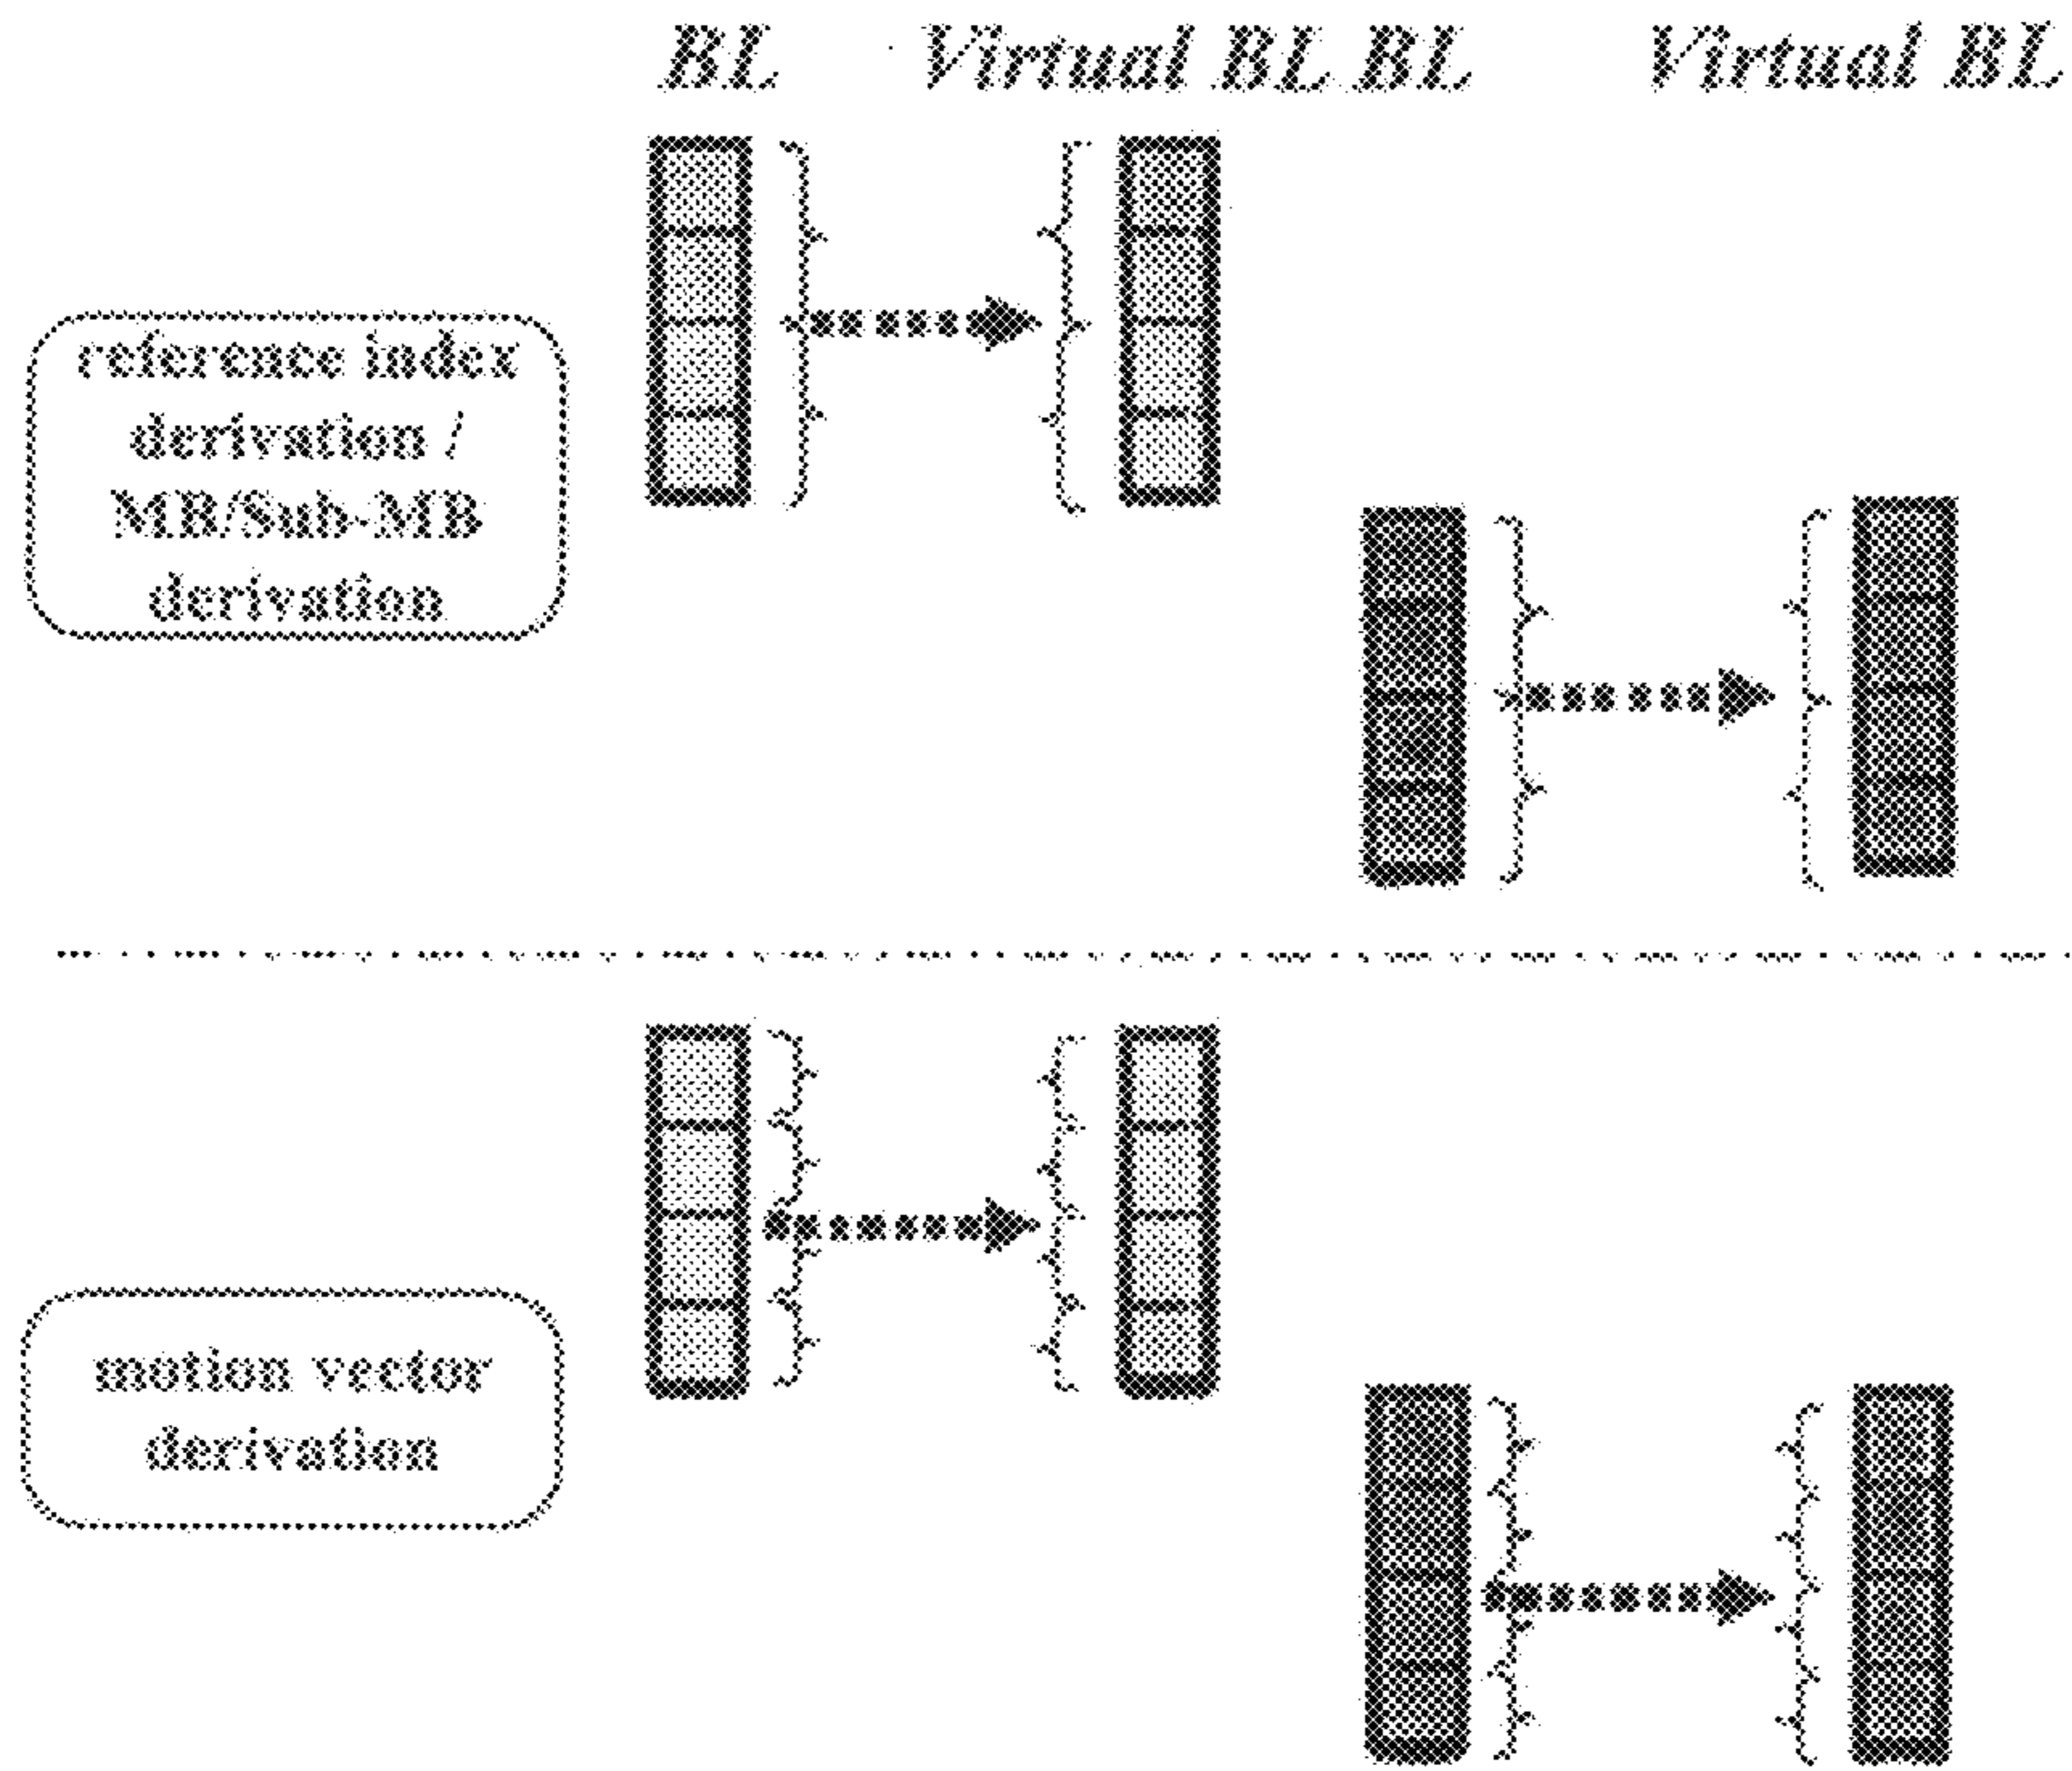 BL Virtual BL BL Virtual BL
reference index
derivation /
MB/Sub-MB
derivation
motion vector
derivation